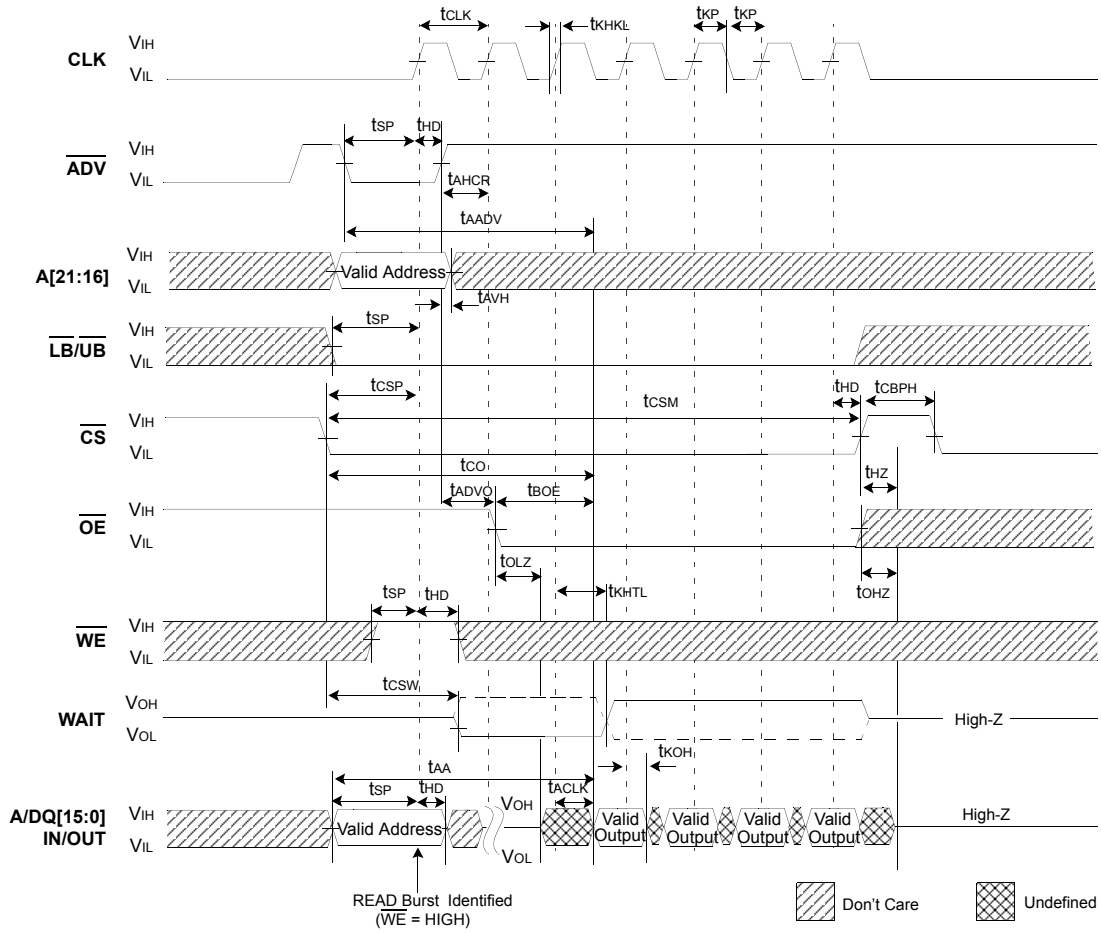 tCLK tKHKL tKP tKP
CLK VIH
VIL
tSP tHD
ADV VIH
VIL
tAHCR
tAADV
A[21:16] VIH
VIL
Valid Address
tAVH
tSP
LB/UB VIH
VIL
tCSP tHD tCBPH
tCSM
CS VIH
VIL
tCO tHZ
tADVO tBOE
OE VIH
VIL
tOLZ tKHTL tOHZ
tSP tHD
WE VIH
VIL
tCSW
WAIT VOH
VOL
High-Z
tKOH
tAA
tSP tHD tACLK
A/DQ[15:0]
IN/OUT
VIH
VIL
Valid Address
VOH
VOL
Valid Output
Valid Output
Valid Output
Valid Output
High-Z
READ Burst Identified
(WE = HIGH)
Don't Care
Undefined